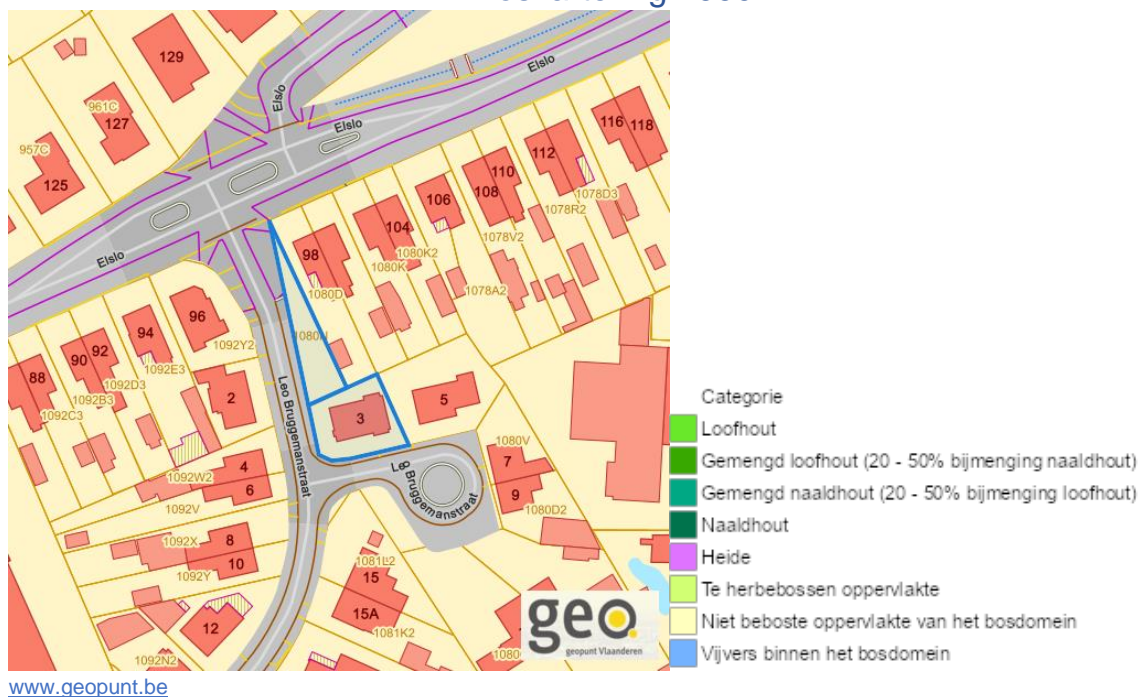 129
961C
127
957C
125
Elslo
Elslo
Elslo
Elslo
116 118
112
110
108
106
1078D3
1078R2
104
1078V2
1080K2
98
1080K
1078A2
1080D
96
94
1092Y2
92
90
1092E3
88
1092D3
1092B3
1092C3
2
5
3
Leo Bruggemanstraat
1092W2
4
6
1092V
1080V
7
9
1080D2
Leo Bruggemanstraat
8
1092X
10
1092Y
1081L2
15
15A
1081K2
12
1092N2
1080
geo
geopunt Vlaanderen
Categorie
Loofhout
Gemengd loofhout (20 - 50% bijmenging naaldhout)
Gemengd naaldhout (20 - 50% bijmenging loofhout)
Naaldhout
Heide
Te herbebossen oppervlakte
Niet beboste oppervlakte van het bosdomein
Vijvers binnen het bosdomein
www.geopunt.be